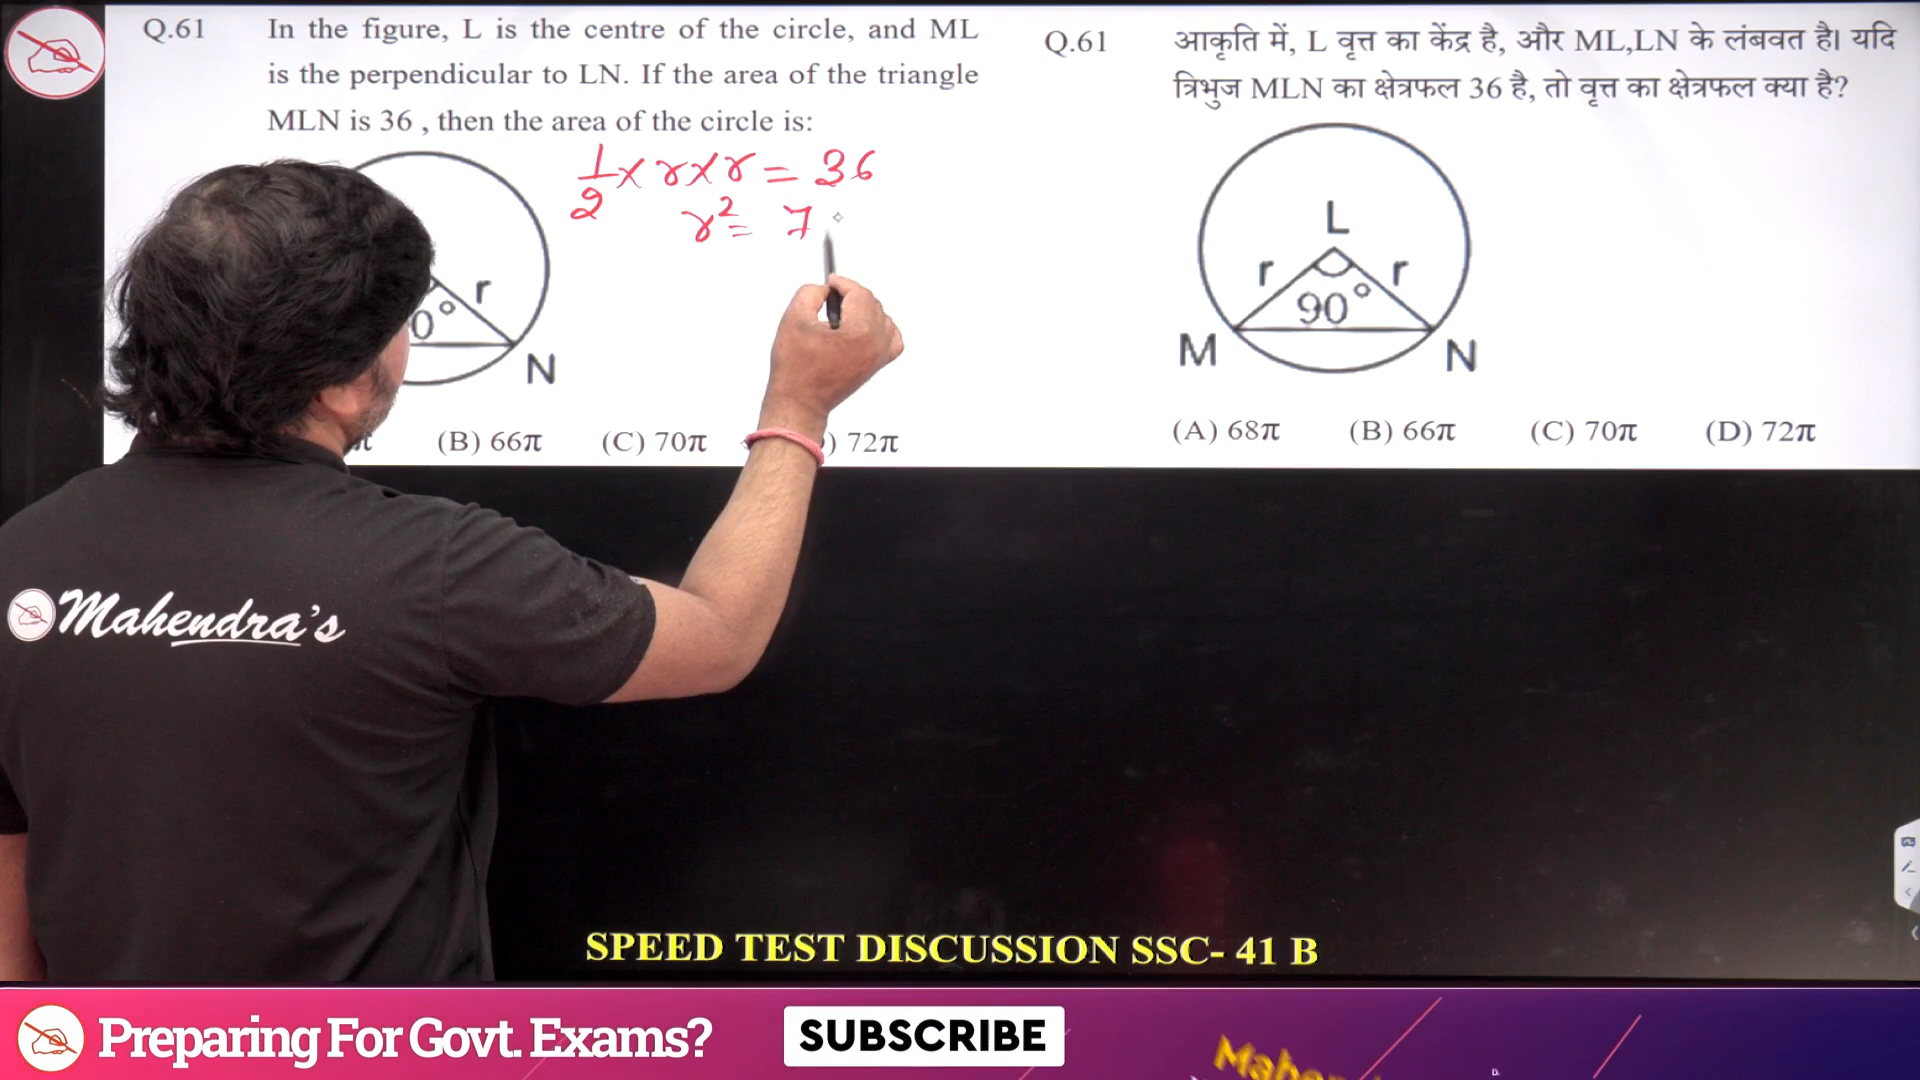 Q.61
In the figure, L is the centre of the circle, and ML
is the perpendicular to LN. If the area of the triangle
MLN is 36 , then the area of the circle is:
1/2 × r × r = 36
r² = 7
r
0°
N
(B) 66π (C) 70π ) 72π
Q.61
आकृति में, L वृत्त का केंद्र है, और ML,LN के लंबवत है। यदि
त्रिभुज MLN का क्षेत्रफल 36 है, तो वृत्त का क्षेत्रफल क्या है?
L
r r
90°
M N
(A) 68π (B) 66π (C) 70π (D) 72π
Mahendra's
SPEED TEST DISCUSSION SSC- 41 B
Preparing For Govt. Exams?
SUBSCRIBE